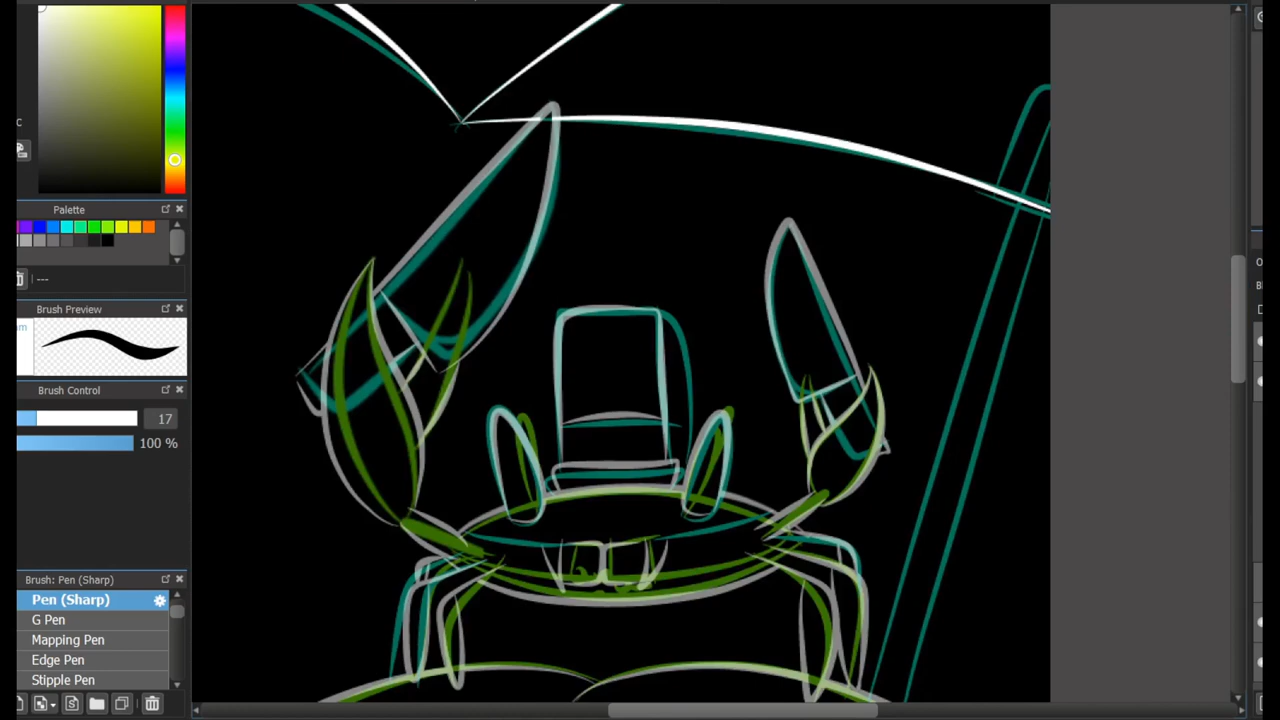 C
Palette
---
Brush Preview
Brush Control
17
100 %
Brush: Pen (Sharp)
Pen (Sharp)
G Pen
Mapping Pen
Edge Pen
Stipple Pen